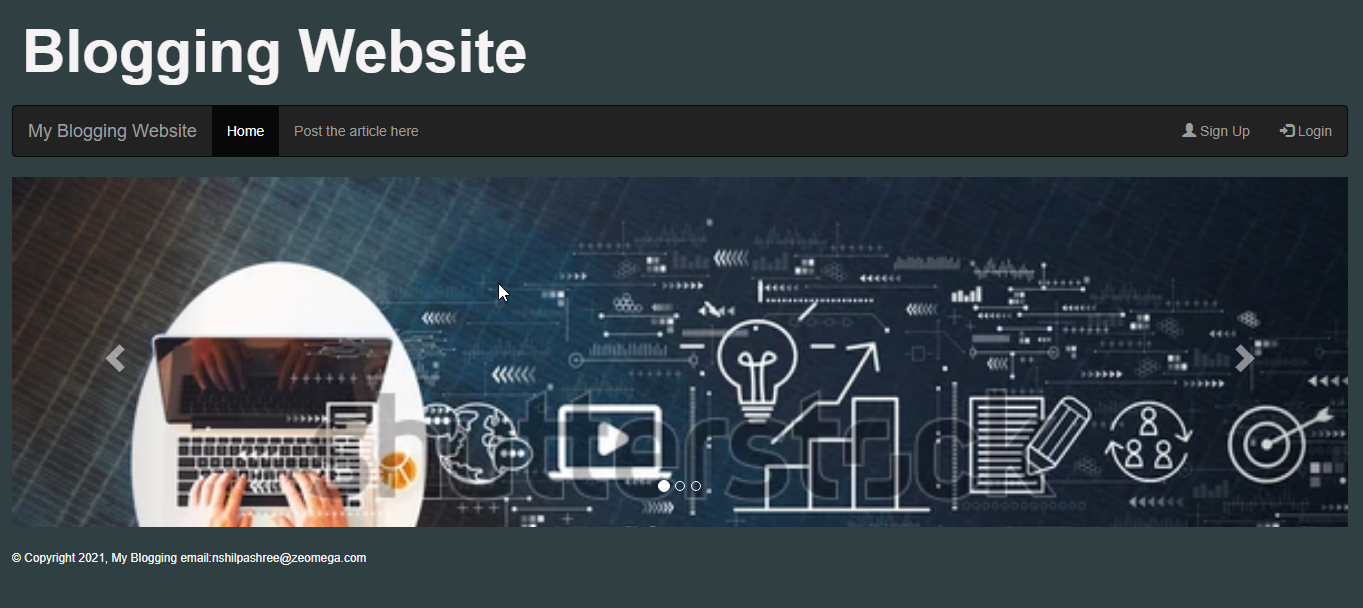 Blogging Website
My Blogging Website Home Post the article here Sign Up Login
shutterstock
© Copyright 2021, My Blogging email:nshilpashree@zeomega.com